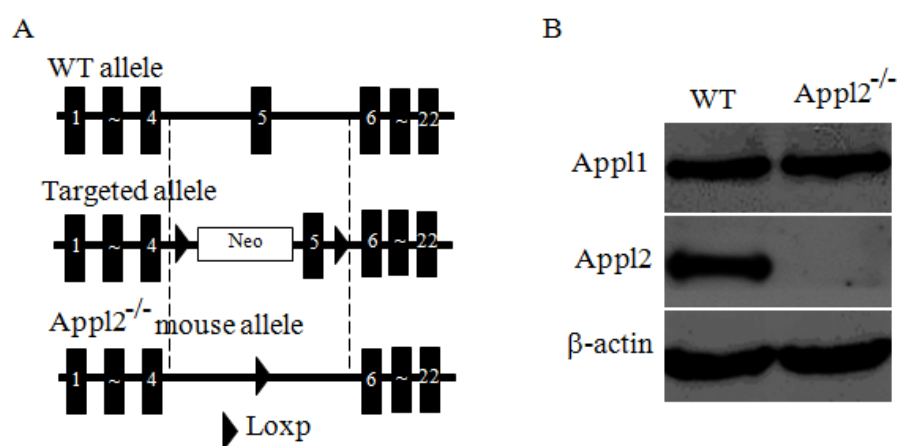 A
WT allele
1 ~ 4 5 6 ~ 22
Targeted allele
1 ~ 4 Neo 5 6 ~ 22
Appl2-/- mouse allele
1 ~ 4 6 ~ 22
Loxp
B
WT Appl2-/-
Appl1
Appl2
β-actin